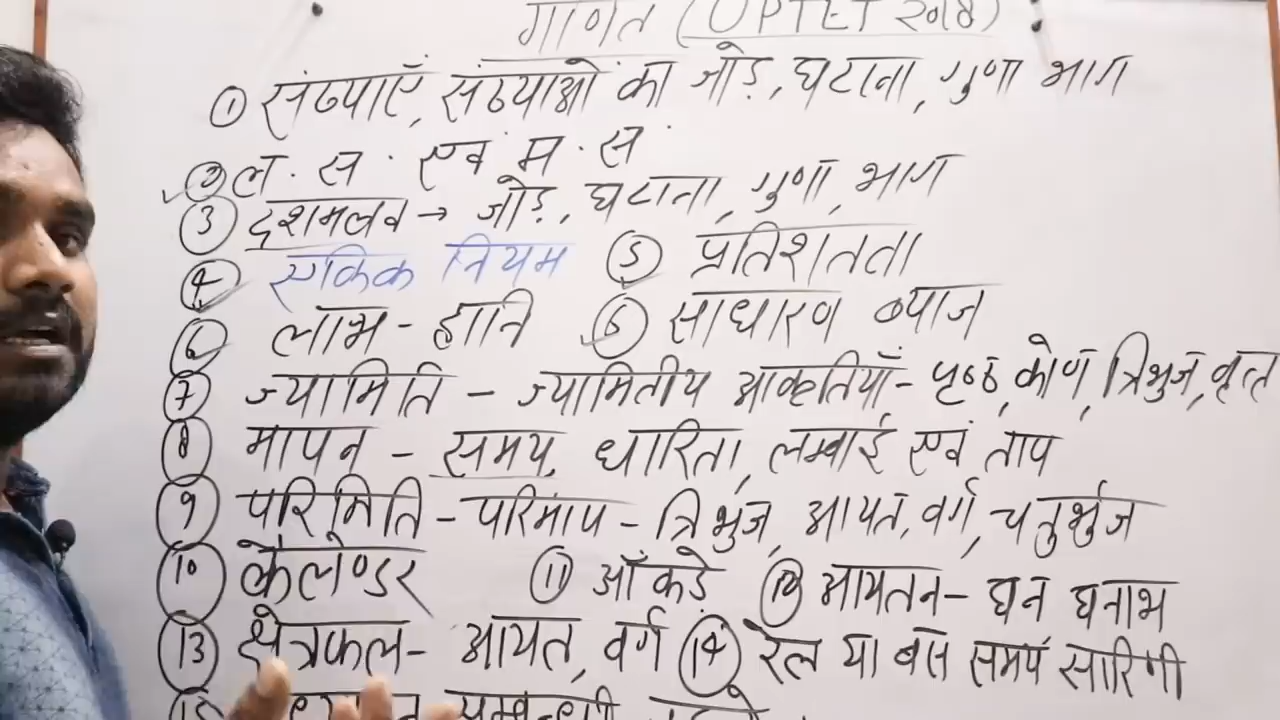 गणित (UPTET 2018)
① संख्याएँ, संख्याओं का जोड़, घटाना, गुणा भाग
② ल. स. एवं म. स.
③ दशमलव → जोड़, घटाना, गुणा, भाग
④ एकिक नियम ⑤ प्रतिशतता
⑥ लाभ - हानि ⑥ साधारण ब्याज
⑦ ज्यामिति - ज्यामितीय आकृतियाँ - पृष्ठ, कोण, त्रिभुज, वृत्त
⑧ मापन - समय, धारिता, लम्बाई एवं ताप
⑨ परिमिति - परिमाप - त्रिभुज, आयत, वर्ग, चतुर्भुज
⑩ कैलेण्डर ⑪ आँकड़े ⑫ आयतन - घन घनाभ
⑬ क्षेत्रफल - आयत, वर्ग ⑭ रेल या बस समय सारिणी
⑮